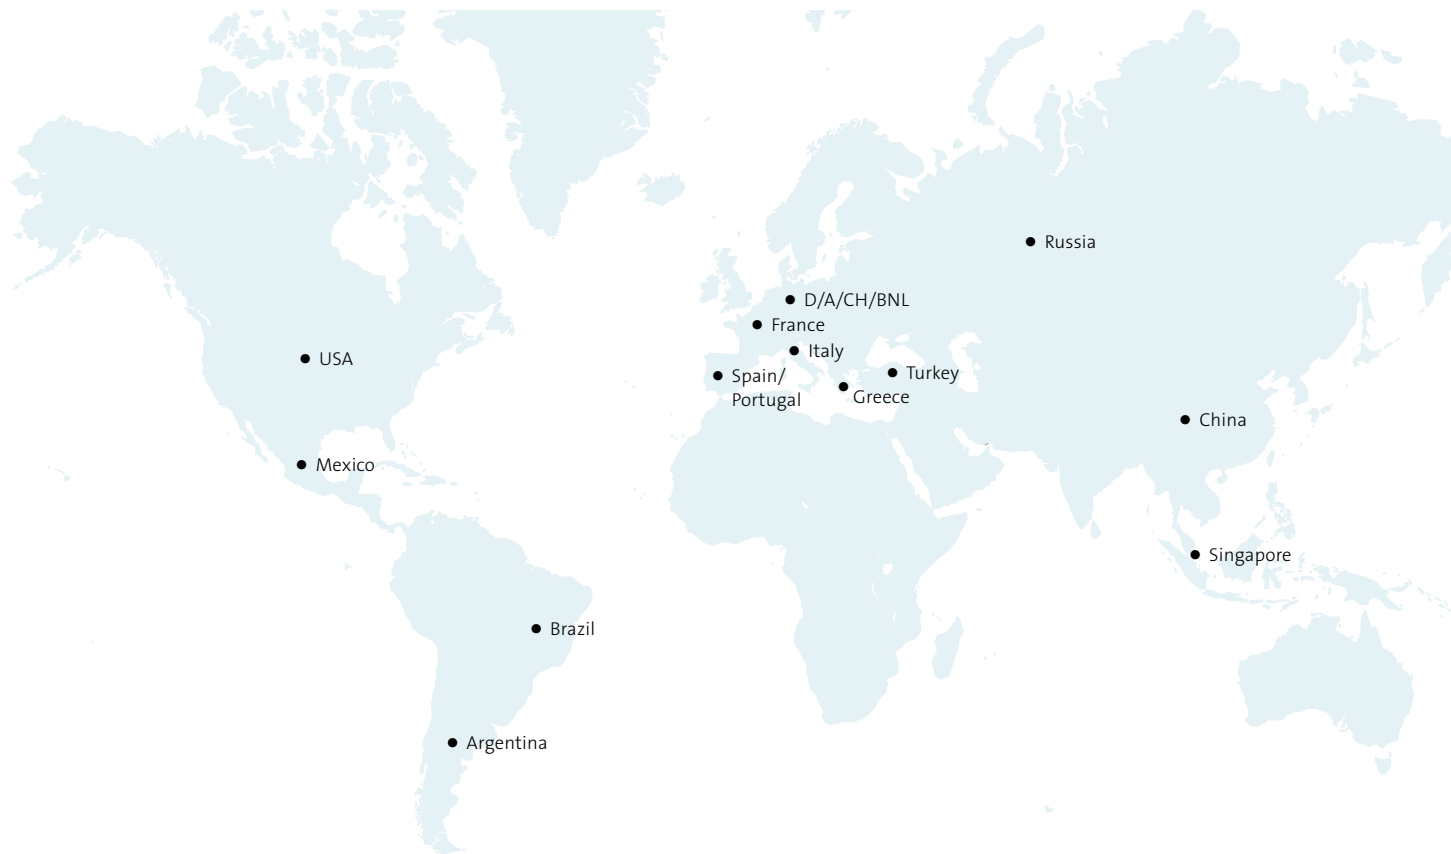 Russia
D/A/CH/BNL
France
Italy
USA
Turkey
Spain/
Portugal
Greece
China
Mexico
Singapore
Brazil
Argentina